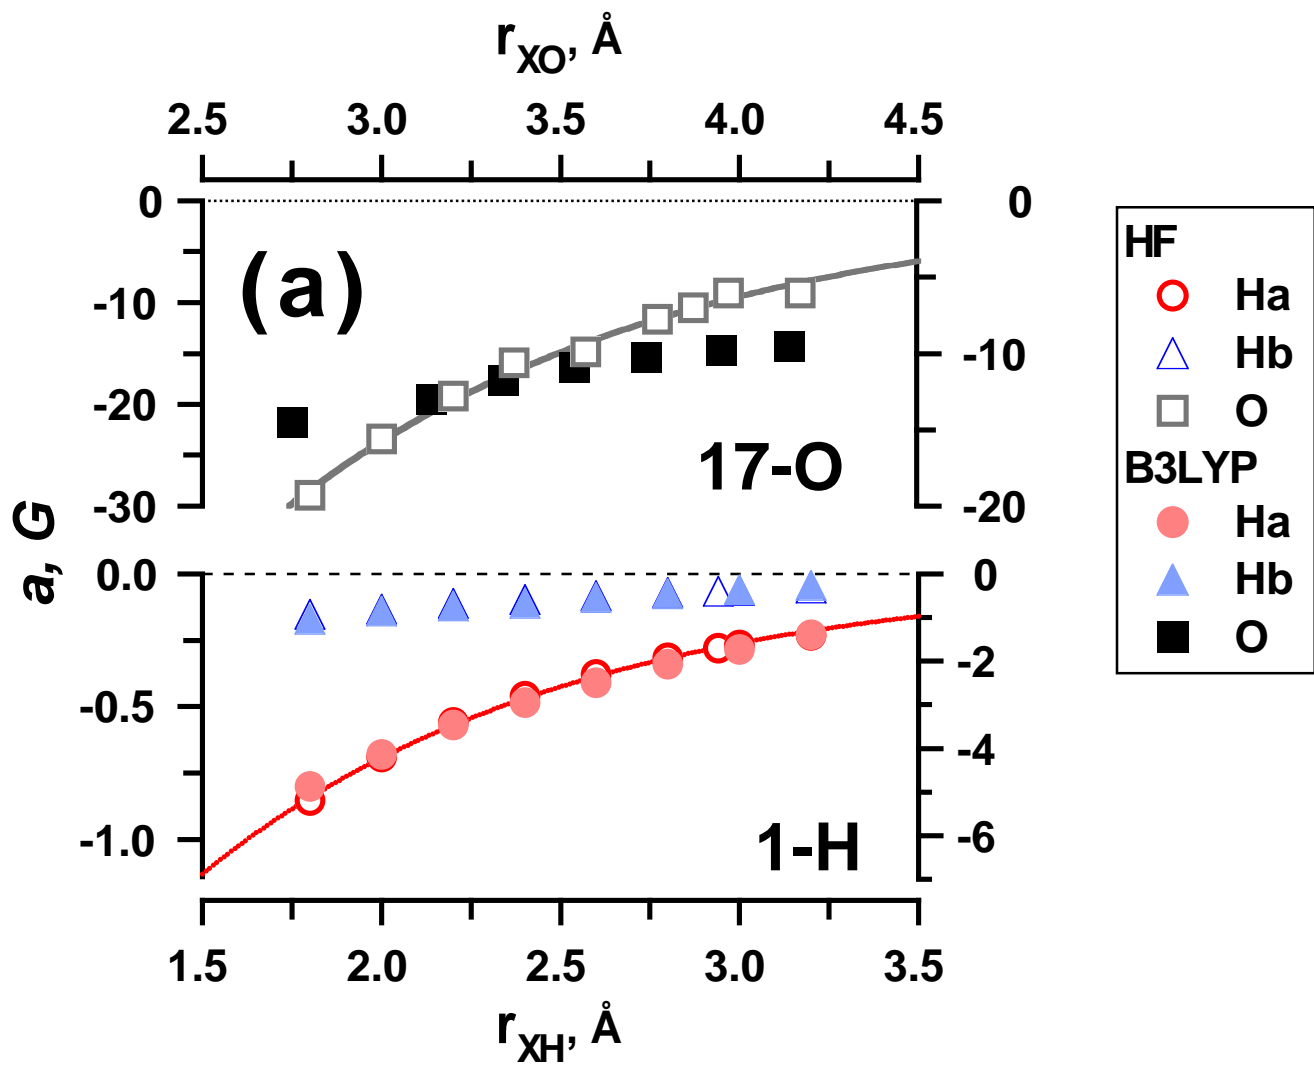 r_XO, Å
2.5 3.0 3.5 4.0 4.5
0 0
(a)
-10
-10
-20
17-O
-30 -20
a, G
0.0 0
-2
-0.5
-4
-1.0 -6
1-H
1.5 2.0 2.5 3.0 3.5
r_XH, Å
HF
Ha
Hb
O
B3LYP
Ha
Hb
O